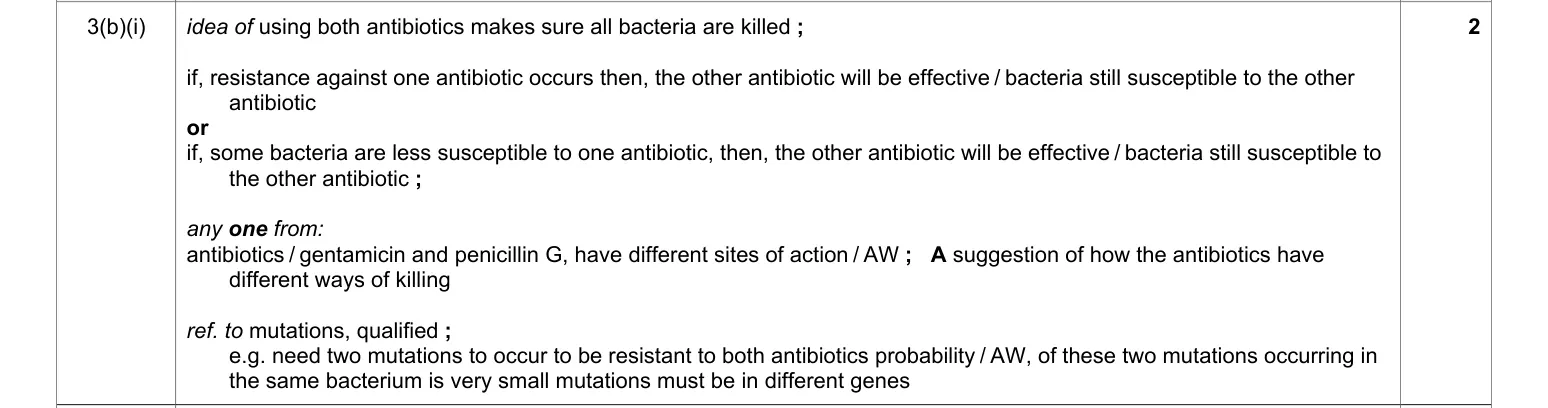 3(b)(i) idea of using both antibiotics makes sure all bacteria are killed ; 2
if, resistance against one antibiotic occurs then, the other antibiotic will be effective / bacteria still susceptible to the other
antibiotic
or
if, some bacteria are less susceptible to one antibiotic, then, the other antibiotic will be effective / bacteria still susceptible to
the other antibiotic ;
any one from:
antibiotics / gentamicin and penicillin G, have different sites of action / AW ; A suggestion of how the antibiotics have
different ways of killing
ref. to mutations, qualified ;
e.g. need two mutations to occur to be resistant to both antibiotics probability / AW, of these two mutations occurring in
the same bacterium is very small mutations must be in different genes